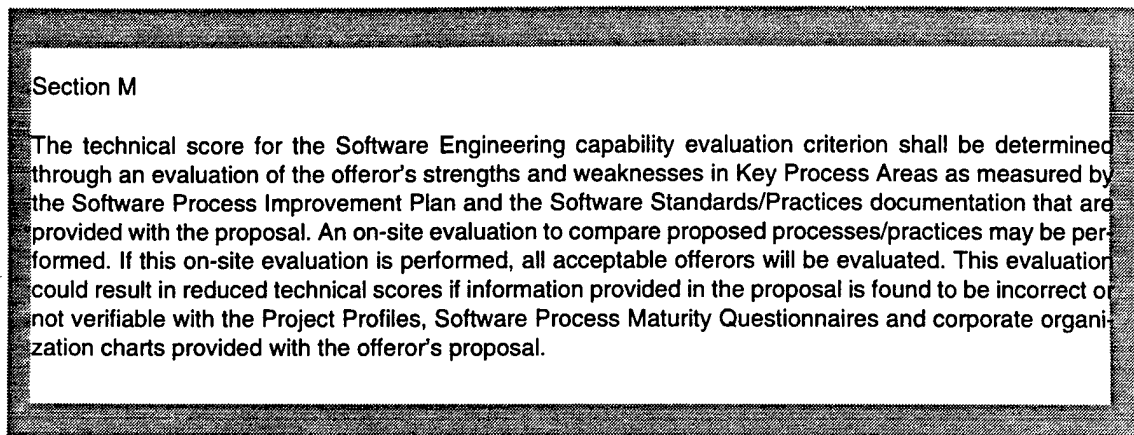 Section M
The technical score for the Software Engineering capability evaluation criterion shall be determined
through an evaluation of the offeror's strengths and weaknesses in Key Process Areas as measured by
the Software Process Improvement Plan and the Software Standards/Practices documentation that are
provided with the proposal. An on-site evaluation to compare proposed processes/practices may be per-
formed. If this on-site evaluation is performed, all acceptable offerors will be evaluated. This evaluation
could result in reduced technical scores if information provided in the proposal is found to be incorrect or
not verifiable with the Project Profiles, Software Process Maturity Questionnaires and corporate organi-
zation charts provided with the offeror's proposal.